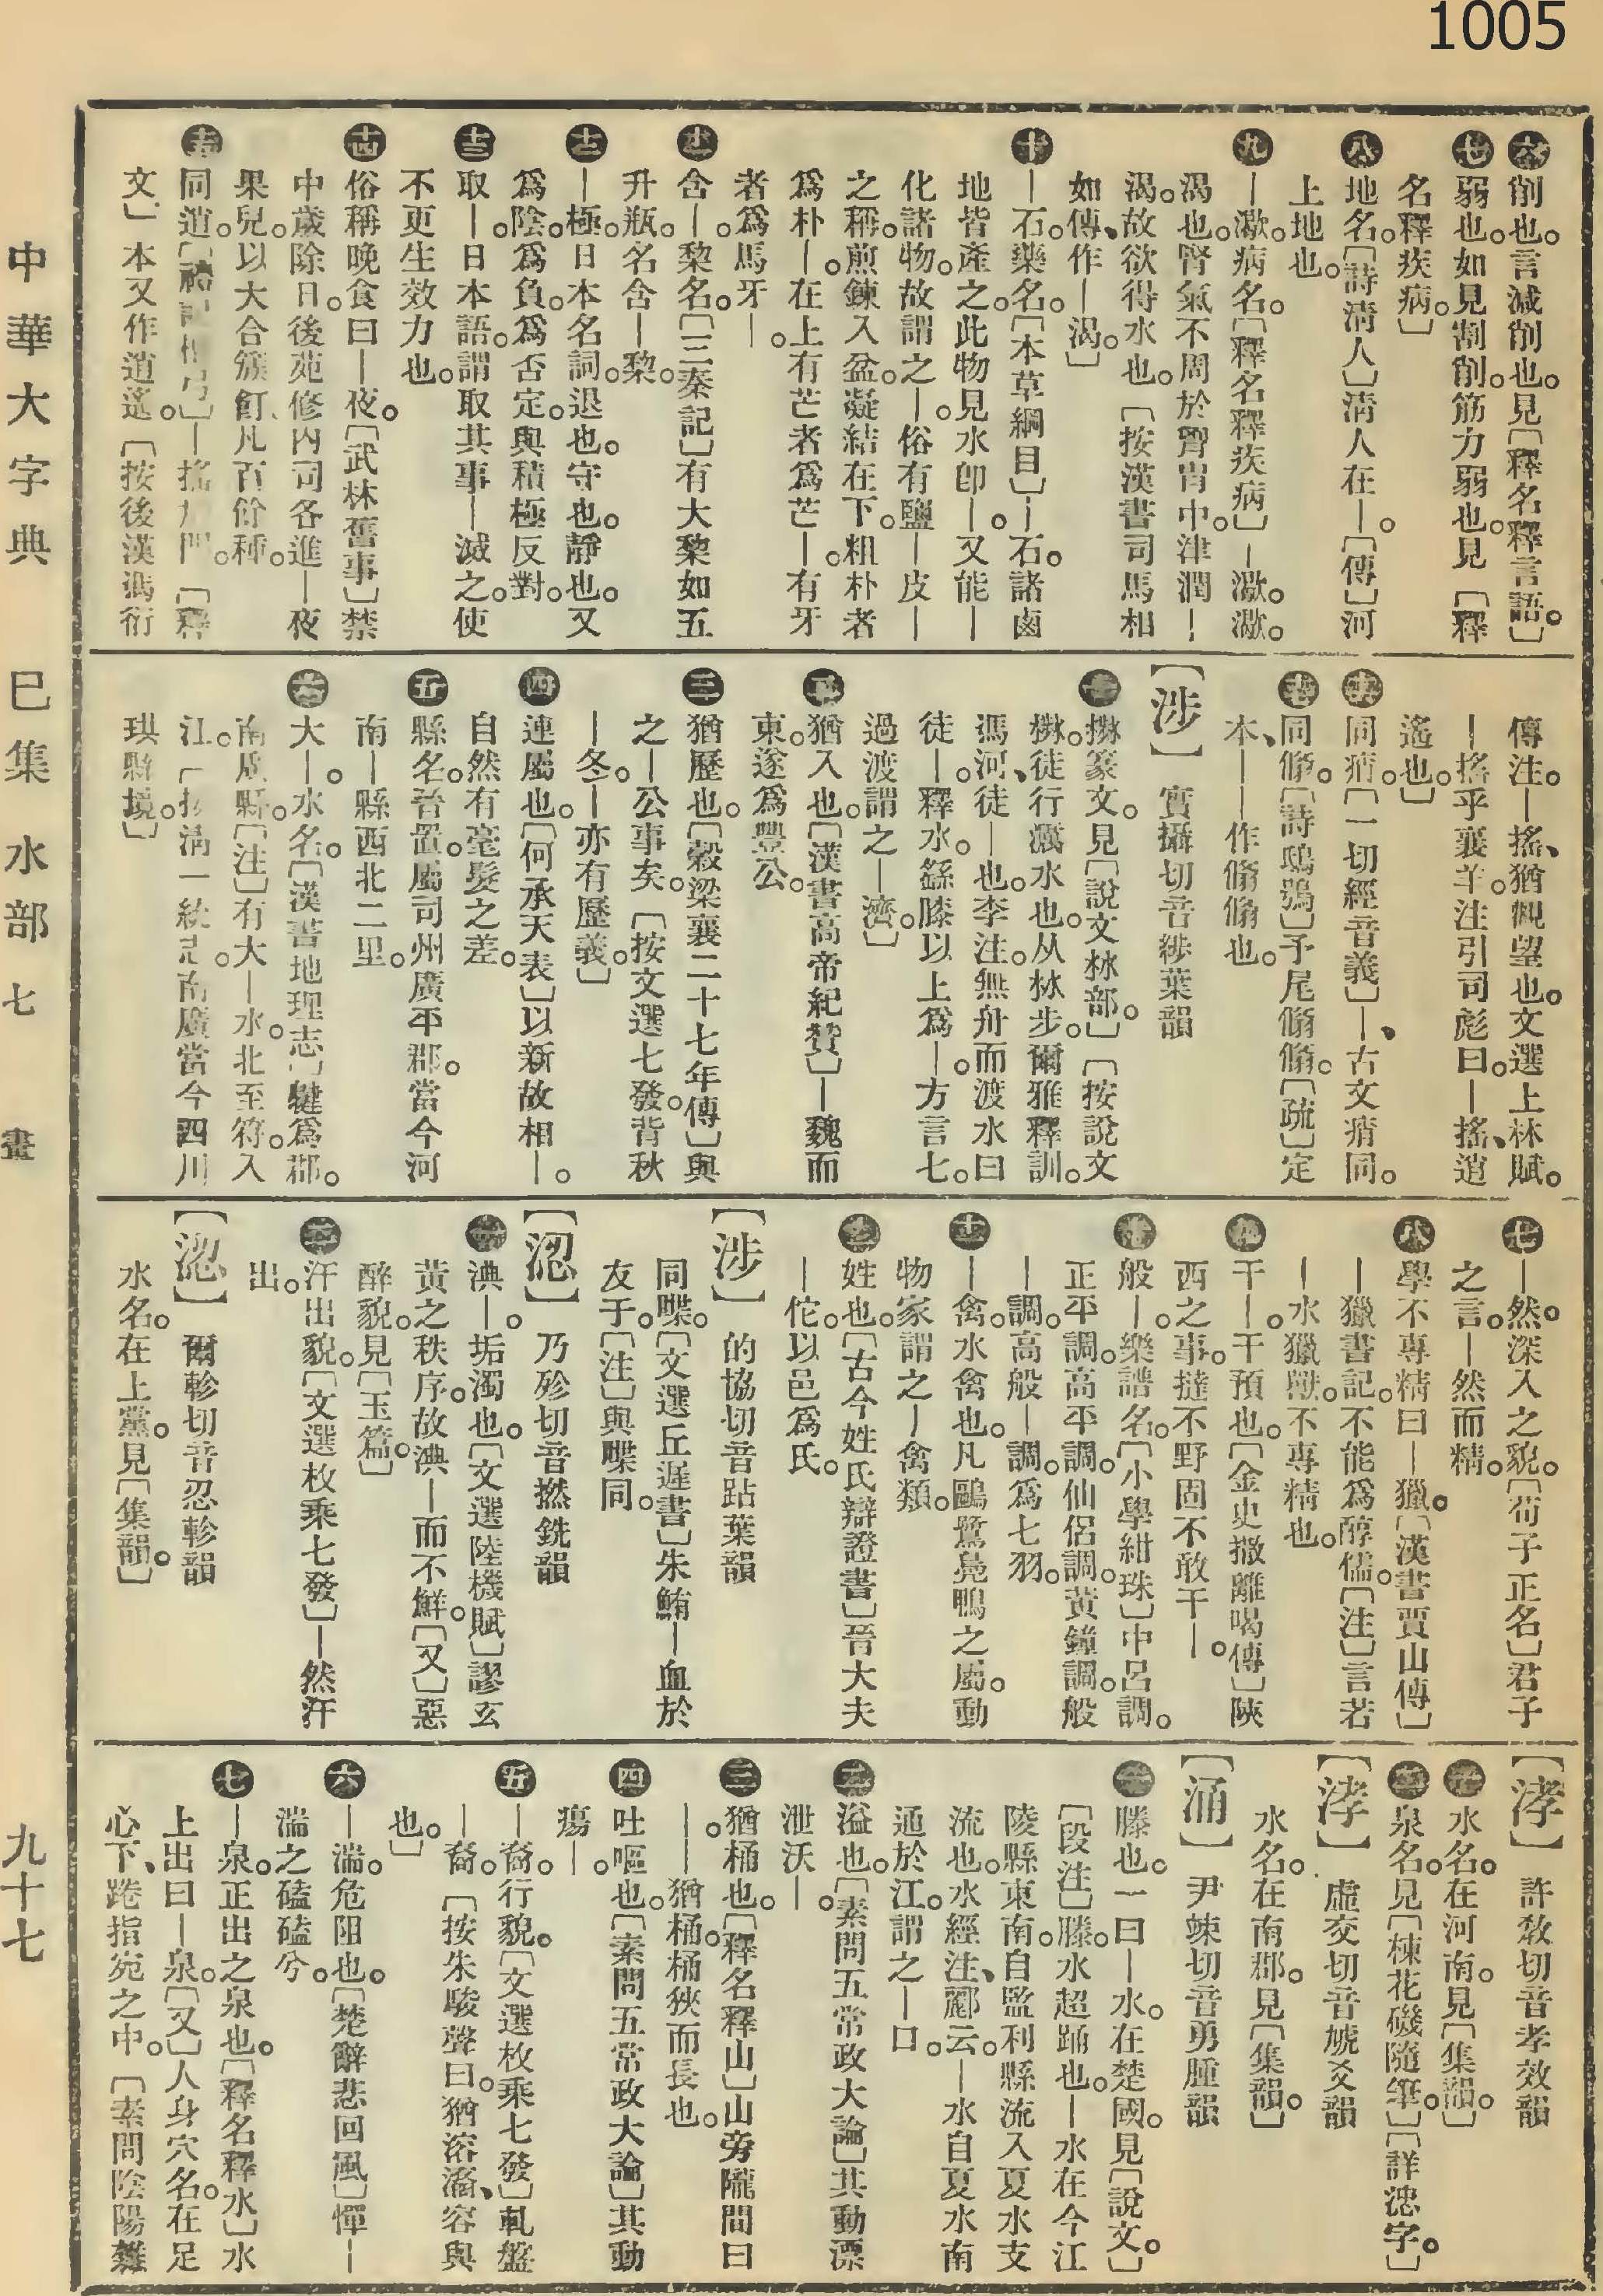 1005
㊅削也。言減削也。見〔釋名釋言語。〕
㊆弱也。如見割削。筋力弱也。見〔釋
名釋疾病。〕
㊇地名。〔詩淸人〕淸人在｜。〔傳〕河
上地也。
㊈｜潵。病名。〔釋名釋疾病〕｜潵。潵。
渴也。腎氣不周於胷胃中。津潤｜
渴。故欲得水也。〔按漢書司馬相
如傳、作｜渴。〕
㊉｜石。藥名。〔本草綱目〕｜石。諸鹵
地皆產之。此物見水卽｜。又能｜
化諸物。故謂之｜。俗有鹽｜皮｜
之稱。煎鍊入盆。凝結在下。粗朴者
爲朴｜。在上有芒者爲芒｜。有牙
者爲馬牙｜。
十一 含｜。棃名。〔三秦記〕有大棃如五
升瓶。名含｜棃。
十二 ｜極。日本名詞。退也。守也。靜也。又
爲陰。爲負。爲否定。與積極反對。
十三 取｜。日本語。謂取其事｜滅之。使
不更生效力也。
十四 俗稱晚食曰｜夜。〔武林舊事〕禁
中歲除日。後苑修內司各進｜夜
果兒。以大合簇飣、凡百餘種。
十五 同逍。〔禮記檀弓〕｜搖於門。〔釋
文〕本又作逍遙。〔按後漢馮衍
傳注。｜搖、猶觀望也。文選上林賦。
｜搖乎襄羊。注引司彪曰。｜搖、逍
遙也。〕
十六 同㾵。〔一切經音義〕｜、古文㾵同。
十七 同翛。〔詩鴟鴞〕予尾翛翛。〔疏〕定
本、｜｜作翛翛也。
〔涉〕 實攝切音綝葉韻
㊀㵗篆文。見〔說文沝部。〕〔按說文
㵗。徒行濿水也。从沝步。爾雅釋訓。
馮河、徒｜也。李注。無舟而渡水曰
徒｜。釋水。繇膝以上爲｜。方言七。
過渡謂之｜濟。〕
㊁猶入也。〔漢書高帝紀贊〕｜魏而
東。遂爲豐公。
㊂猶歷也。〔穀梁襄二十七年傳〕與
之｜公事矣。〔按文選七發。背秋
｜冬。｜亦有歷義。〕
㊃連屬也。〔何承天表〕以新故相｜。
自然有毫髮之差。
㊄縣名。晉置。屬司州廣平郡。當今河
南｜縣西北二里。
㊅大｜。水名。〔漢書地理志〕犍爲郡。
南廣縣。〔注〕有大｜水。北至符。入
江。〔按淸一統志。南廣當今四川
珙縣境。〕
㊆｜然。深入之貌。〔荀子正名〕君子
之言。｜然而精。
㊇學不專精曰｜獵。〔漢書賈山傳〕
｜獵書記。不能爲醇儒。〔注〕言若
｜水獵獸。不專精也。
㊈干｜。干預也。〔金史撒離喝傳〕陝
西之事。撻不野固不敢干｜。
㊉般｜。樂譜名。〔小學紺珠〕中呂調。
正平調。高平調。仙侶調。黃鐘調。般
｜調。高般｜調。爲七羽。
十一 ｜禽。水禽也。凡鷗鷺鳧鴨之屬。動
物家謂之｜禽類。
十二 姓也。〔古今姓氏辯證書〕晉大夫
｜佗。以邑爲氏。
〔涉〕 的協切音跕葉韻
同喋。〔文選丘遲書〕朱鮪｜血於
友于。〔注〕與喋同。
〔涊〕 乃殄切音撚銑韻
㊀淟｜。垢濁也。〔文選陸機賦〕謬玄
黃之秩序。故淟｜而不鮮。〔又〕惡
醉貌。見〔玉篇。〕
㊁汗出貌。〔文選枚乘七發〕｜然汗
出。
〔涊〕 爾軫切音忍軫韻
水名。在上黨。見〔集韻。〕
〔涍〕 許敎切音孝效韻
㊀水名。在河南。見〔集韻。〕
㊁泉名。見〔棟花磯隨筆。〕〔詳淴字。〕
〔涍〕 虛交切音虓爻韻
水名。在南郡。見〔集韻。〕
〔涌〕 尹竦切音勇腫韻
㊀滕也。一曰｜水。在楚國。見〔說文。〕
〔段注〕滕。水超踊也。｜水在今江
陵縣東南。自監利縣流入夏水支
流也。水經注、酈云。｜水自夏水南
通於江。謂之｜口。
㊁溢也。〔素問五常政大論〕其動漂
泄沃｜。
㊂猶桶也。〔釋名釋山〕山旁隴間曰
｜。｜猶桶。桶狹而長也。
㊃吐嘔也。〔素問五常政大論〕其動
瘍｜。
㊄｜裔。行貌。〔文選枚乘七發〕軋盤
｜裔。〔按朱駿聲曰。猶溶滀、容與
也。〕
㊅｜湍。危阻也。〔楚辭悲回風〕憚｜
湍之磕磕兮。
㊆｜泉。正出之泉也。〔釋名釋水〕水
上出曰｜泉。〔又〕人身穴名。在足
心下、踡指宛之中。〔素問陰陽離
中華大字典 巳集 水部 七畫 九十七